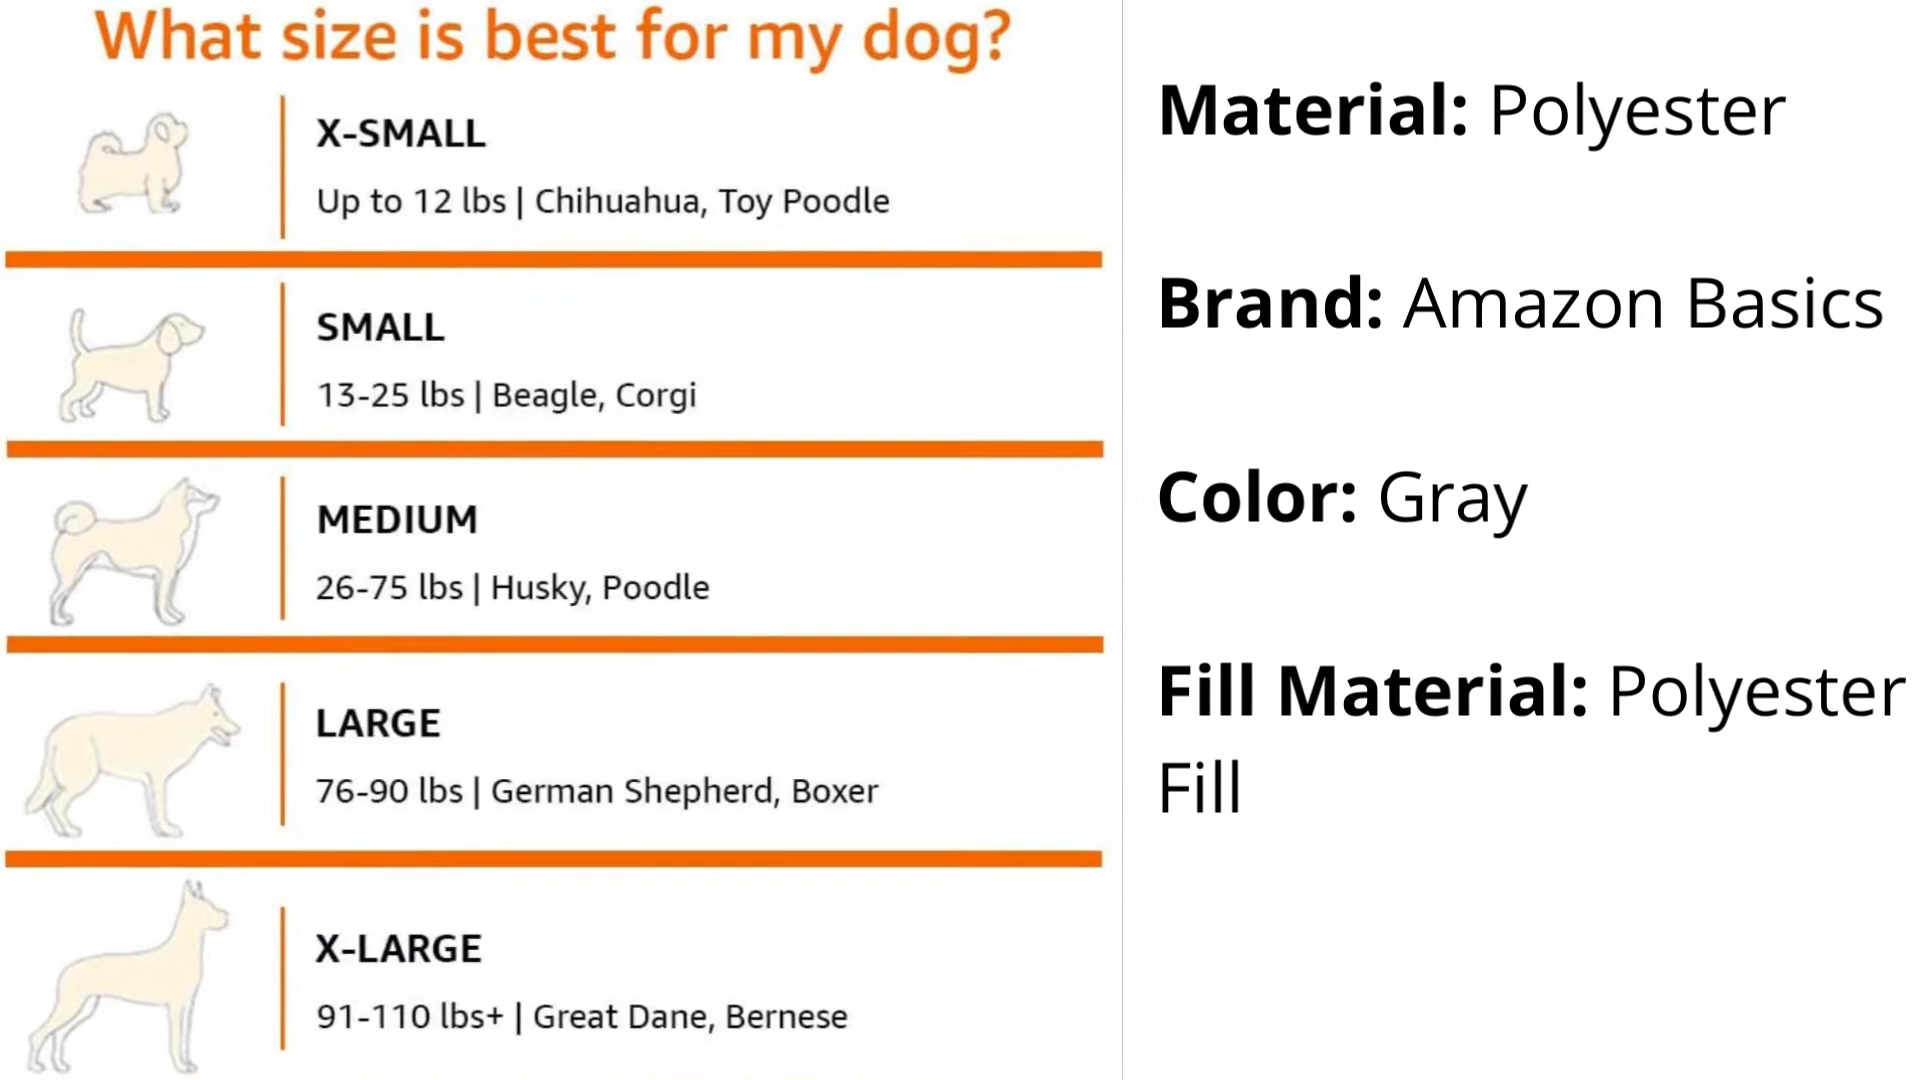 What size is best for my dog?
X-SMALL
Up to 12 lbs | Chihuahua, Toy Poodle
SMALL
13-25 lbs | Beagle, Corgi
MEDIUM
26-75 lbs | Husky, Poodle
LARGE
76-90 lbs | German Shepherd, Boxer
X-LARGE
91-110 lbs+ | Great Dane, Bernese
Material: Polyester
Brand: Amazon Basics
Color: Gray
Fill Material: Polyester
Fill